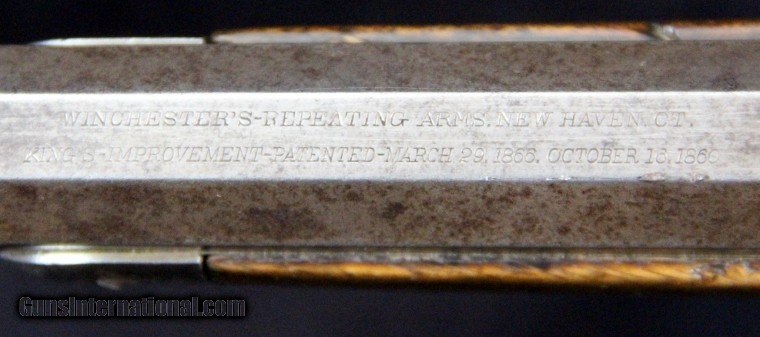 WINCHESTER'S-REPEATING ARMS. NEW HAVEN. CT.
KING'S-IMPROVEMENT-PATENTED-MARCH 29. 1866. OCTOBER 16. 1860
GunsInternational.com